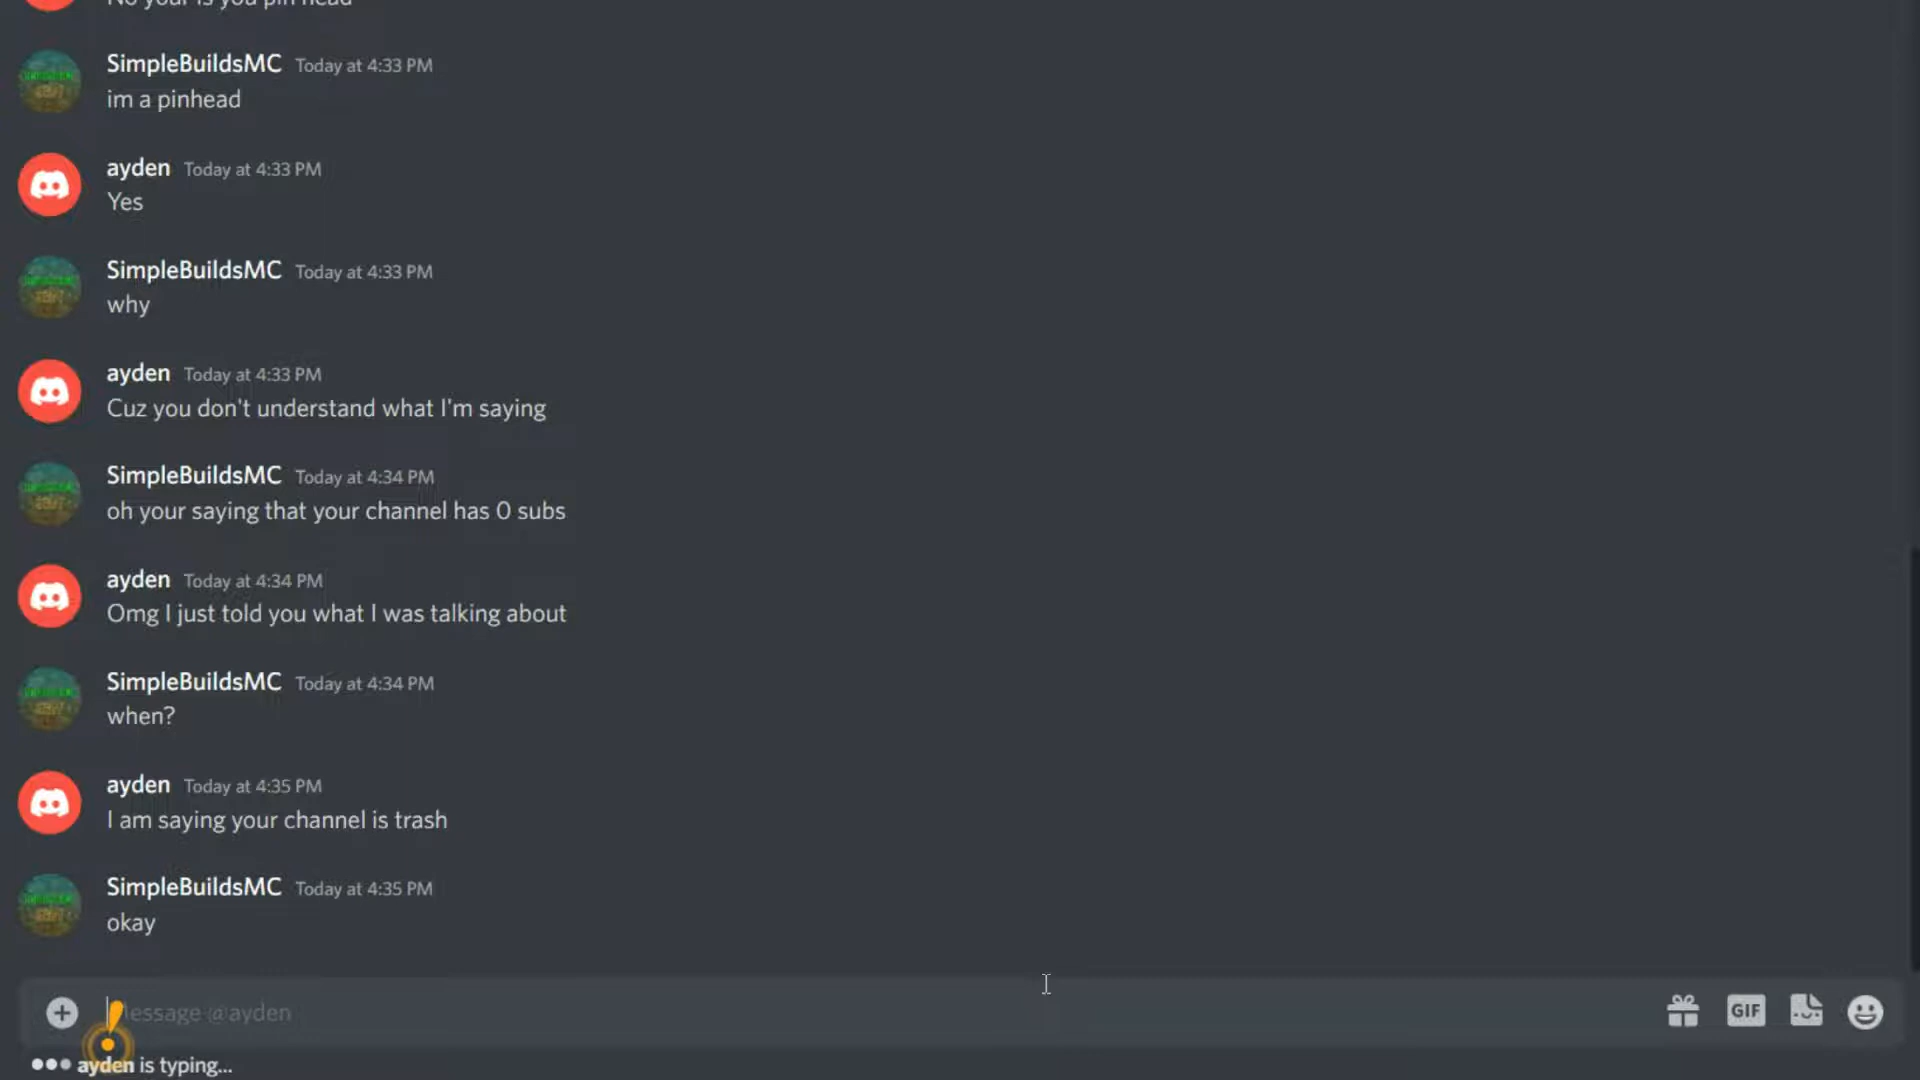 No your is you pin head
SimpleBuildsMC Today at 4:33 PM
im a pinhead
ayden Today at 4:33 PM
Yes
SimpleBuildsMC Today at 4:33 PM
why
ayden Today at 4:33 PM
Cuz you don't understand what I'm saying
SimpleBuildsMC Today at 4:34 PM
oh your saying that your channel has 0 subs
ayden Today at 4:34 PM
Omg I just told you what I was talking about
SimpleBuildsMC Today at 4:34 PM
when?
ayden Today at 4:35 PM
I am saying your channel is trash
SimpleBuildsMC Today at 4:35 PM
okay
Message @ayden
GIF
ayden is typing...